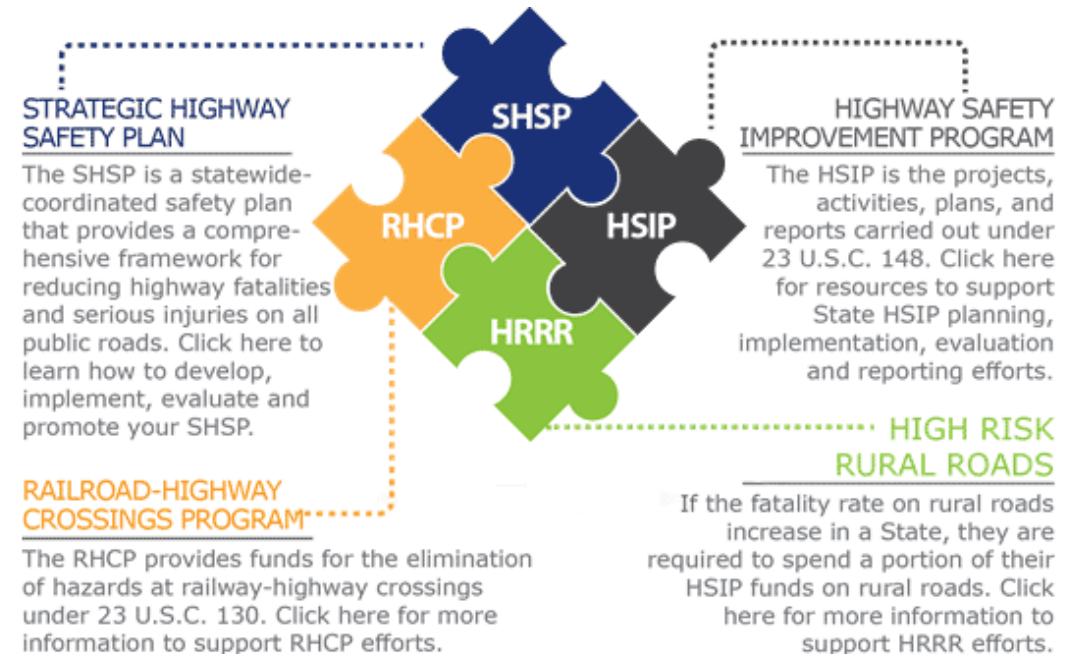 SHSP
RHCP
HSIP
HRRR
STRATEGIC HIGHWAY
SAFETY PLAN
The SHSP is a statewide-
coordinated safety plan
that provides a compre-
hensive framework for
reducing highway fatalities
and serious injuries on all
public roads. Click here to
learn how to develop,
implement, evaluate and
promote your SHSP.
HIGHWAY SAFETY
IMPROVEMENT PROGRAM
The HSIP is the projects,
activities, plans, and
reports carried out under
23 U.S.C. 148. Click here
for resources to support
State HSIP planning,
implementation, evaluation
and reporting efforts.
RAILROAD-HIGHWAY
CROSSINGS PROGRAM
The RHCP provides funds for the elimination
of hazards at railway-highway crossings
under 23 U.S.C. 130. Click here for more
information to support RHCP efforts.
HIGH RISK
RURAL ROADS
If the fatality rate on rural roads
increase in a State, they are
required to spend a portion of their
HSIP funds on rural roads. Click
here for more information to
support HRRR efforts.